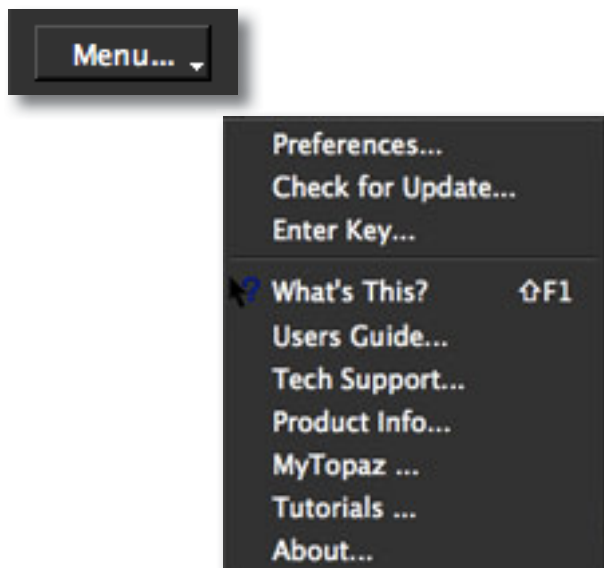 Menu...
Preferences...
Check for Update...
Enter Key...
What's This? ⇧F1
Users Guide...
Tech Support...
Product Info...
MyTopaz ...
Tutorials ...
About...